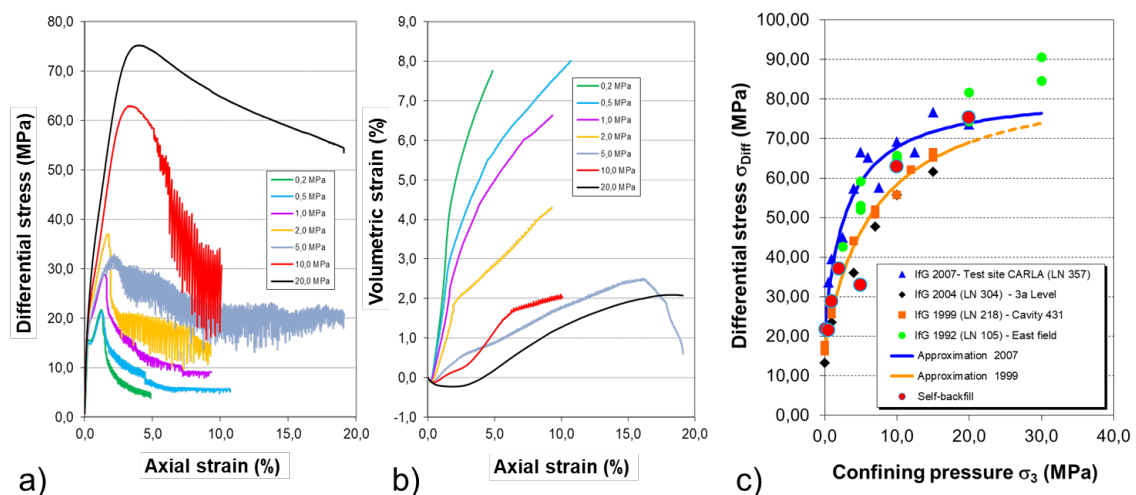 a)
Differential stress (MPa)
80,0
70,0
60,0
50,0
40,0
30,0
20,0
10,0
0,0
0,0 5,0 10,0 15,0 20,0
Axial strain (%)
0,2 MPa
0,5 MPa
1,0 MPa
2,0 MPa
5,0 MPa
10,0 MPa
20,0 MPa
b)
Volumetric strain (%)
9,0
8,0
7,0
6,0
5,0
4,0
3,0
2,0
1,0
0,0
-1,0
0,0 5,0 10,0 15,0 20,0
Axial strain (%)
0,2 MPa
0,5 MPa
1,0 MPa
2,0 MPa
5,0 MPa
10,0 MPa
20,0 MPa
c)
Differential stress σDiff (MPa)
100,00
90,00
80,00
70,00
60,00
50,00
40,00
30,00
20,00
10,00
0,00
0,0 10,0 20,0 30,0 40,0
Confining pressure σ3 (MPa)
IfG 2007- Test site CARLA (LN 357)
IfG 2004 (LN 304) - 3a Level
IfG 1999 (LN 218) - Cavity 431
IfG 1992 (LN 105) - East field
Approximation 2007
Approximation 1999
Self-backfill